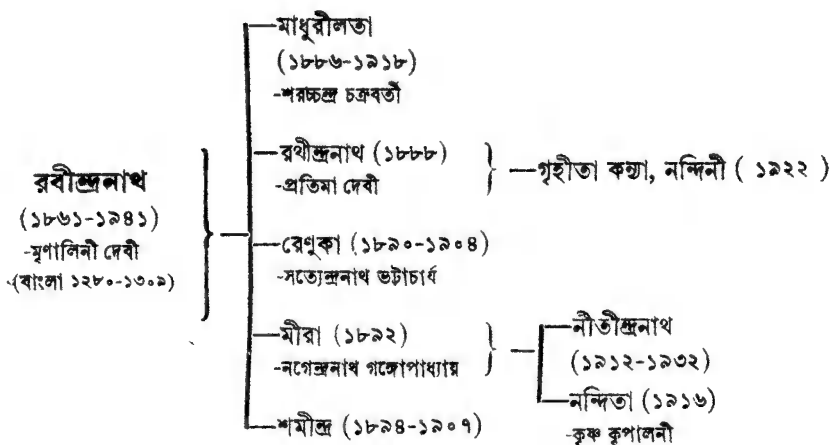 রবীন্দ্রনাথ
(১৮৬১-১৯৪১)
-মৃণালিনী দেবী
(বাংলা ১২৮০-১৩০৯)
মাধুরীলতা
(১৮৮৬-১৯১৮)
-শরচ্চন্দ্র চক্রবর্তী
রথীন্দ্রনাথ (১৮৮৮)
-প্রতিমা দেবী
গৃহীতা কন্যা, নন্দিনী ( ১৯২২ )
রেণুকা (১৮৯০-১৯০৪)
-সত্যেন্দ্রনাথ ভট্টাচার্য
মীরা (১৮৯২)
-নগেন্দ্রনাথ গঙ্গোপাধ্যায়
নীতীন্দ্রনাথ
(১৯১২-১৯৩২)
নন্দিতা (১৯১৬)
-কৃষ্ণ কৃপালনী
শমীন্দ্র (১৮৯৪-১৯০৭)